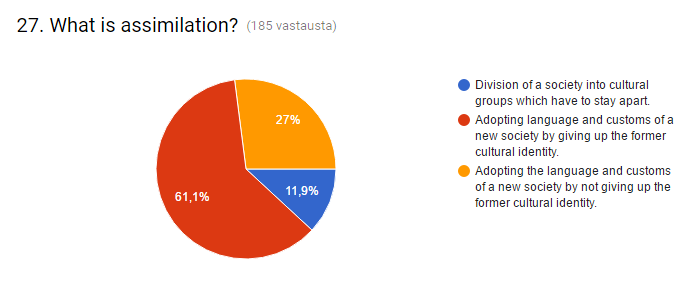 27. What is assimilation? (185 vastausta)
27%
11,9%
61,1%
Division of a society into cultural
groups which have to stay apart.
Adopting language and customs of a
new society by giving up the former
cultural identity.
Adopting the language and customs
of a new society by not giving up the
former cultural identity.